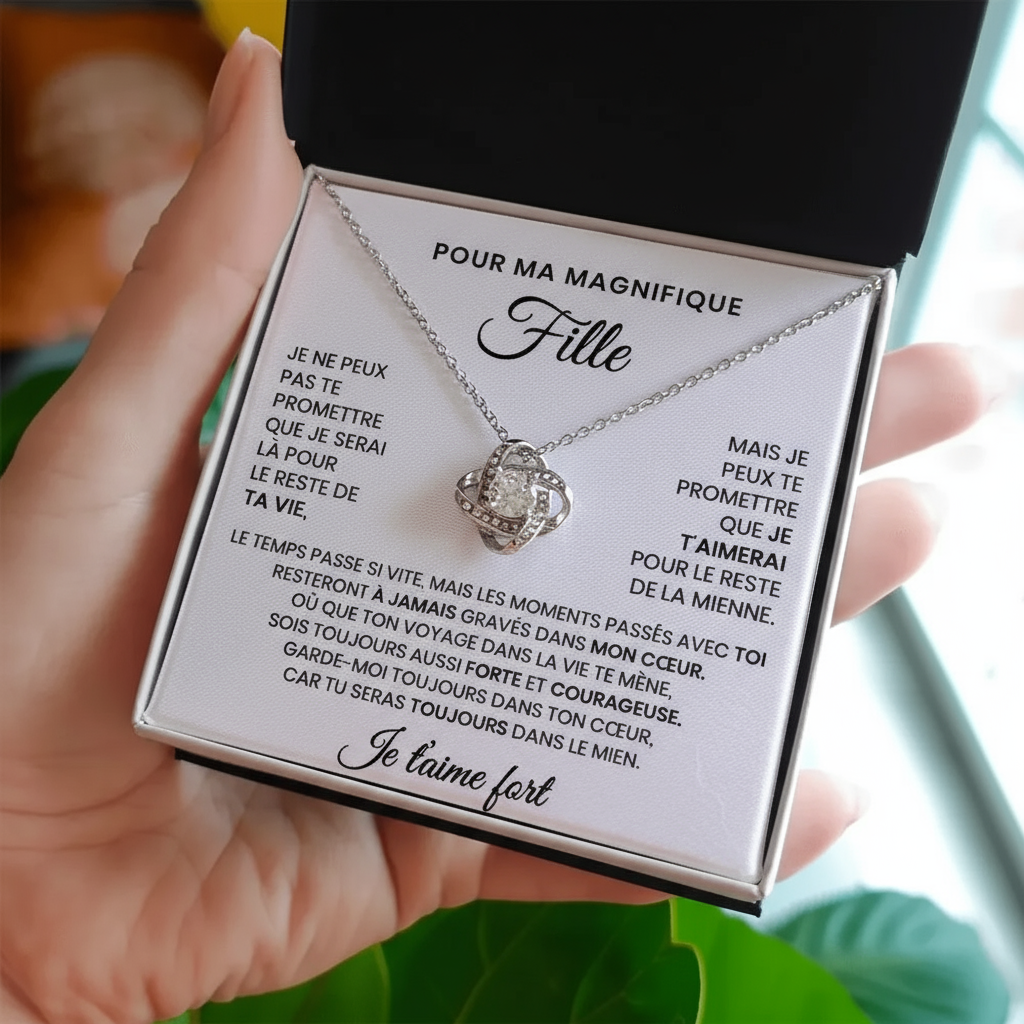 POUR MA MAGNIFIQUE
Fille
JE NE PEUX
PAS TE
PROMETTRE
QUE JE SERAI
LÀ POUR
LE RESTE DE
TA VIE,
MAIS JE
PEUX TE
PROMETTRE
QUE JE
T'AIMERAI
POUR LE RESTE
DE LA MIENNE.
LE TEMPS PASSE SI VITE, MAIS LES MOMENTS PASSÉS AVEC TOI
RESTERONT À JAMAIS GRAVÉS DANS MON CŒUR.
OÙ QUE TON VOYAGE DANS LA VIE TE MÈNE,
SOIS TOUJOURS AUSSI FORTE ET COURAGEUSE.
GARDE-MOI TOUJOURS DANS TON CŒUR,
CAR TU SERAS TOUJOURS DANS LE MIEN.
Je t'aime fort